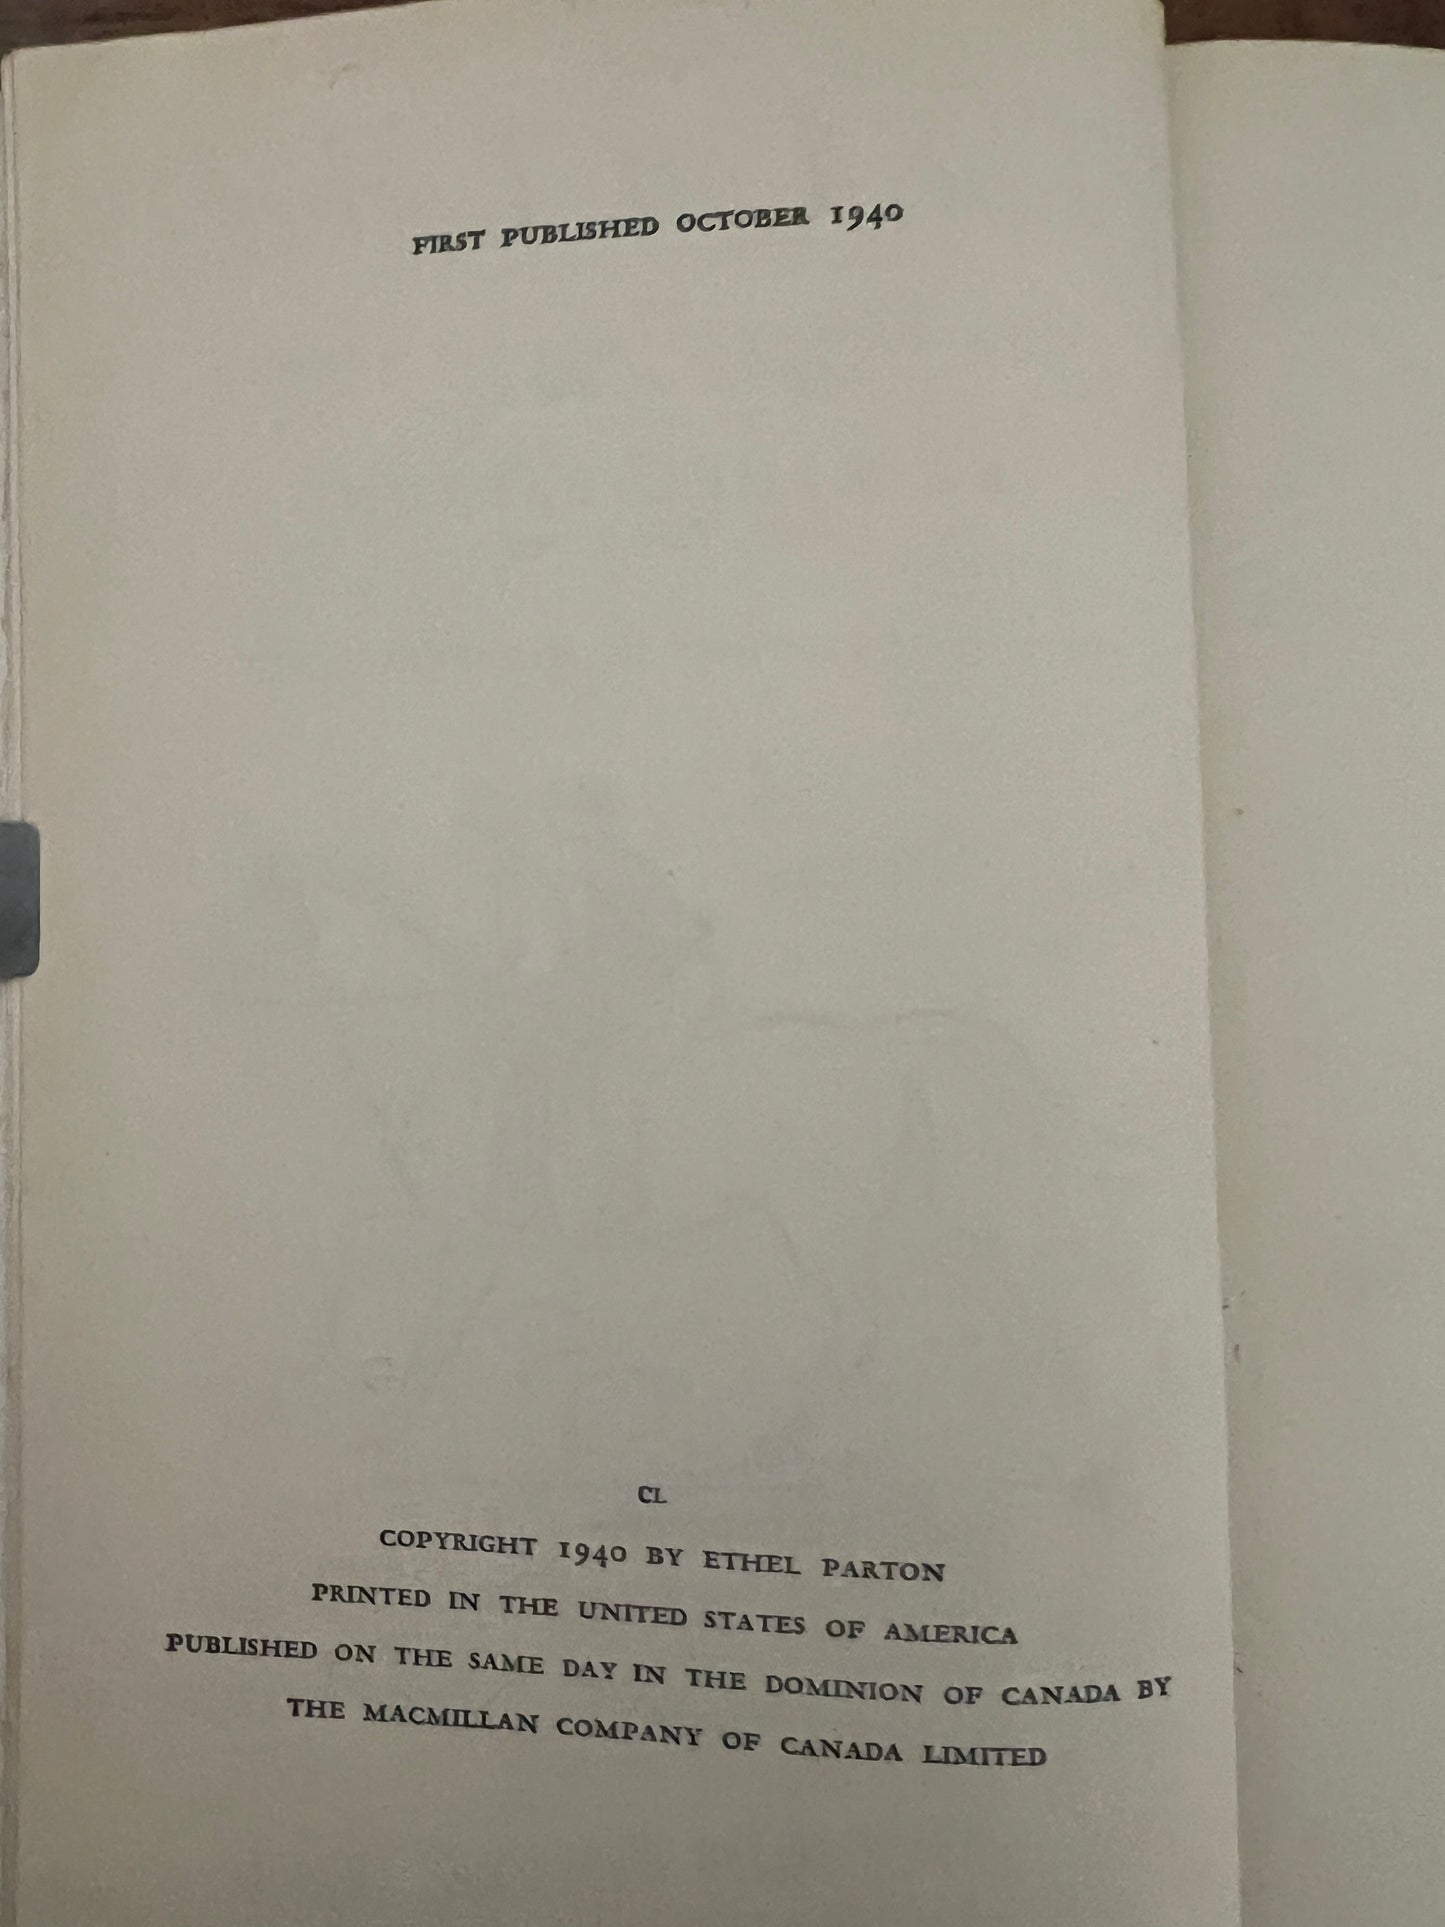 FIRST PUBLISHED OCTOBER 1940
CL
COPYRIGHT 1940 BY ETHEL PARTON
PRINTED IN THE UNITED STATES OF AMERICA
PUBLISHED ON THE SAME DAY IN THE DOMINION OF CANADA BY
THE MACMILLAN COMPANY OF CANADA LIMITED